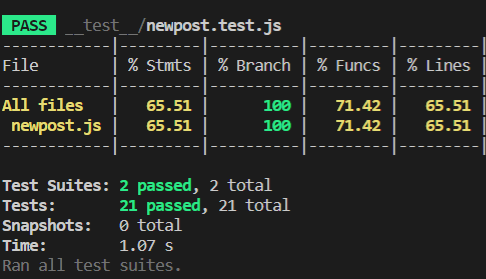 PASS __test__/newpost.test.js
------------|---------|----------|---------|---------|
File        | % Stmts | % Branch | % Funcs | % Lines |
------------|---------|----------|---------|---------|
All files   |   65.51 |      100 |   71.42 |   65.51 |
 newpost.js |   65.51 |      100 |   71.42 |   65.51 |
------------|---------|----------|---------|---------|
Test Suites: 2 passed, 2 total
Tests:       21 passed, 21 total
Snapshots:   0 total
Time:        1.07 s
Ran all test suites.